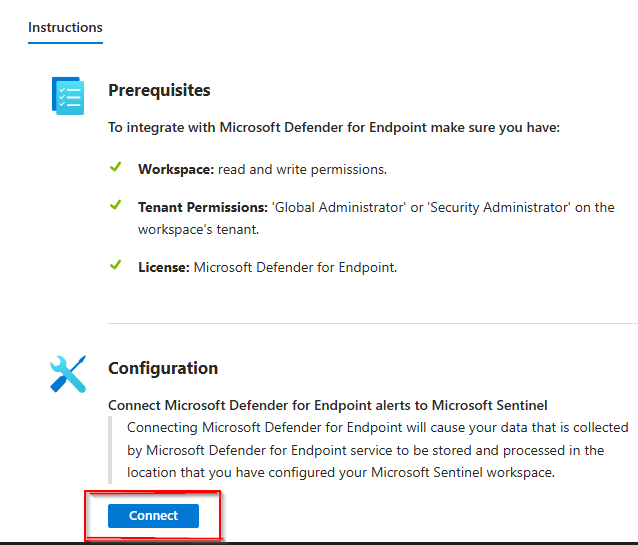 Instructions
Prerequisites
To integrate with Microsoft Defender for Endpoint make sure you have:
Workspace: read and write permissions.
Tenant Permissions: 'Global Administrator' or 'Security Administrator' on the
workspace's tenant.
License: Microsoft Defender for Endpoint.
Configuration
Connect Microsoft Defender for Endpoint alerts to Microsoft Sentinel
Connecting Microsoft Defender for Endpoint will cause your data that is collected
by Microsoft Defender for Endpoint service to be stored and processed in the
location that you have configured your Microsoft Sentinel workspace.
Connect